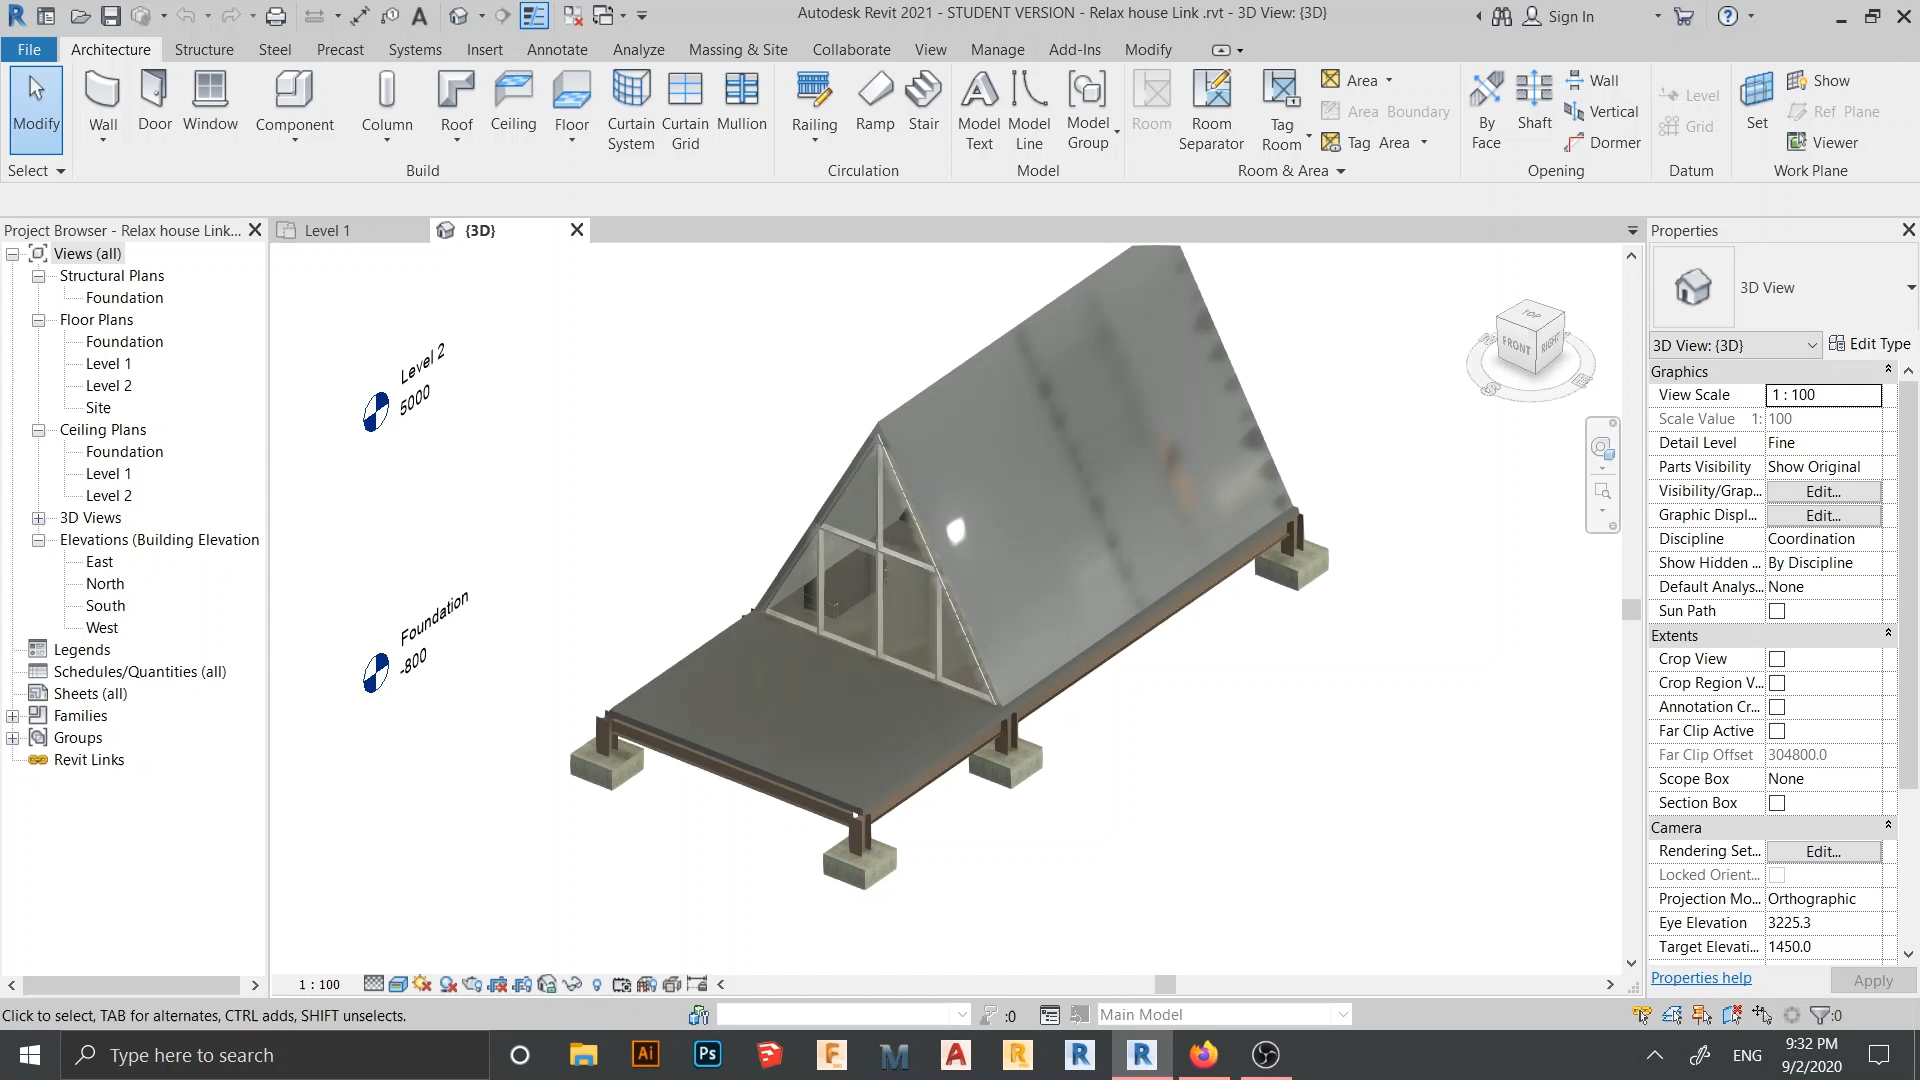 Autodesk Revit 2021 - STUDENT VERSION - Relax house Link .rvt - 3D View: {3D}
Sign In
File Architecture Structure Steel Precast Systems Insert Annotate Analyze Massing & Site Collaborate View Manage Add-Ins Modify
Modify
Wall
Door
Window
Component
Column
Roof
Ceiling
Floor
Curtain System
Curtain Grid
Mullion
Railing
Ramp
Stair
Model Text
Model Line
Model Group
Room
Room Separator
Tag Room
Area
Area Boundary
Tag Area
By Face
Shaft
Wall
Vertical
Dormer
Level
Grid
Set
Show
Ref Plane
Viewer
Select
Build
Circulation
Model
Room & Area
Opening
Datum
Work Plane
Project Browser - Relax house Link...
Views (all)
Structural Plans
Foundation
Floor Plans
Foundation
Level 1
Level 2
Site
Ceiling Plans
Foundation
Level 1
Level 2
3D Views
Elevations (Building Elevation
East
North
South
West
Legends
Schedules/Quantities (all)
Sheets (all)
Families
Groups
Revit Links
Level 1
{3D}
Level 2
5000
Foundation
-800
TOP
FRONT
RIGHT
Properties
3D View
3D View: {3D}
Edit Type
Graphics
View Scale 1 : 100
Scale Value 1: 100
Detail Level Fine
Parts Visibility Show Original
Visibility/Grap... Edit...
Graphic Displ... Edit...
Discipline Coordination
Show Hidden ... By Discipline
Default Analys... None
Sun Path
Extents
Crop View
Crop Region V...
Annotation Cr...
Far Clip Active
Far Clip Offset 304800.0
Scope Box None
Section Box
Camera
Rendering Set... Edit...
Locked Orient...
Projection Mo... Orthographic
Eye Elevation 3225.3
Target Elevati... 1450.0
Properties help
Apply
1 : 100
Click to select, TAB for alternates, CTRL adds, SHIFT unselects.
:0
Main Model
:0
Type here to search
Ai
Ps
ENG
9:32 PM
9/2/2020